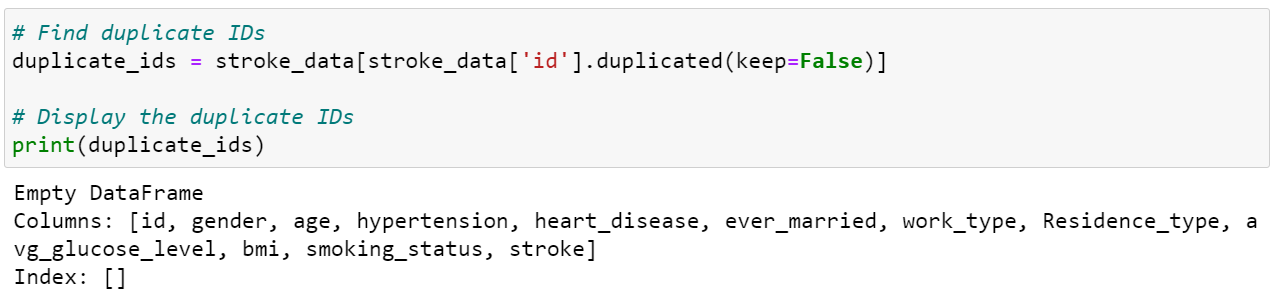 # Find duplicate IDs
duplicate_ids = stroke_data[stroke_data['id'].duplicated(keep=False)]
# Display the duplicate IDs
print(duplicate_ids)
Empty DataFrame
Columns: [id, gender, age, hypertension, heart_disease, ever_married, work_type, Residence_type, a
vg_glucose_level, bmi, smoking_status, stroke]
Index: []